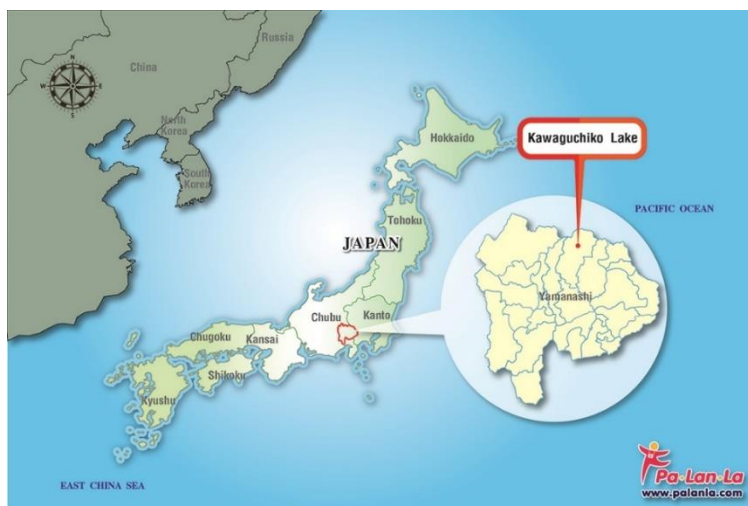 Russia
China
N
W E
S
North
Korea
South
Korea
Hokkaido
Kawaguchiko Lake
PACIFIC OCEAN
Tohoku
JAPAN
Yamanashi
Chubu
Kanto
Chugoku
Kansai
Shikoku
Kyushu
EAST CHINA SEA
Pa·Lan·La
www.palanla.com